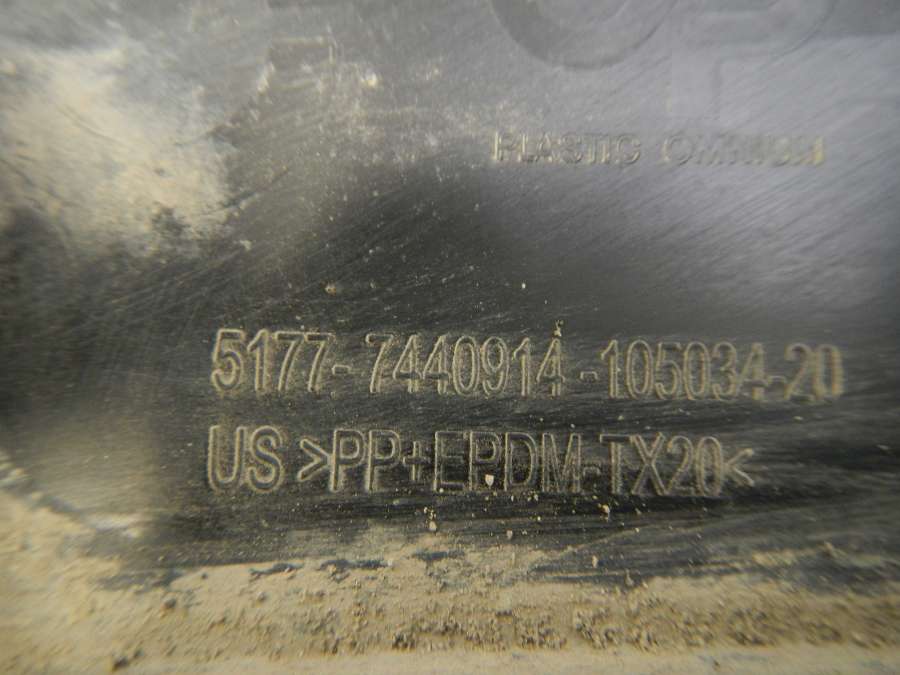 PLASTIC OMNIUM
5177-7440914-105034-20
US >PP+EPDM-TX20<